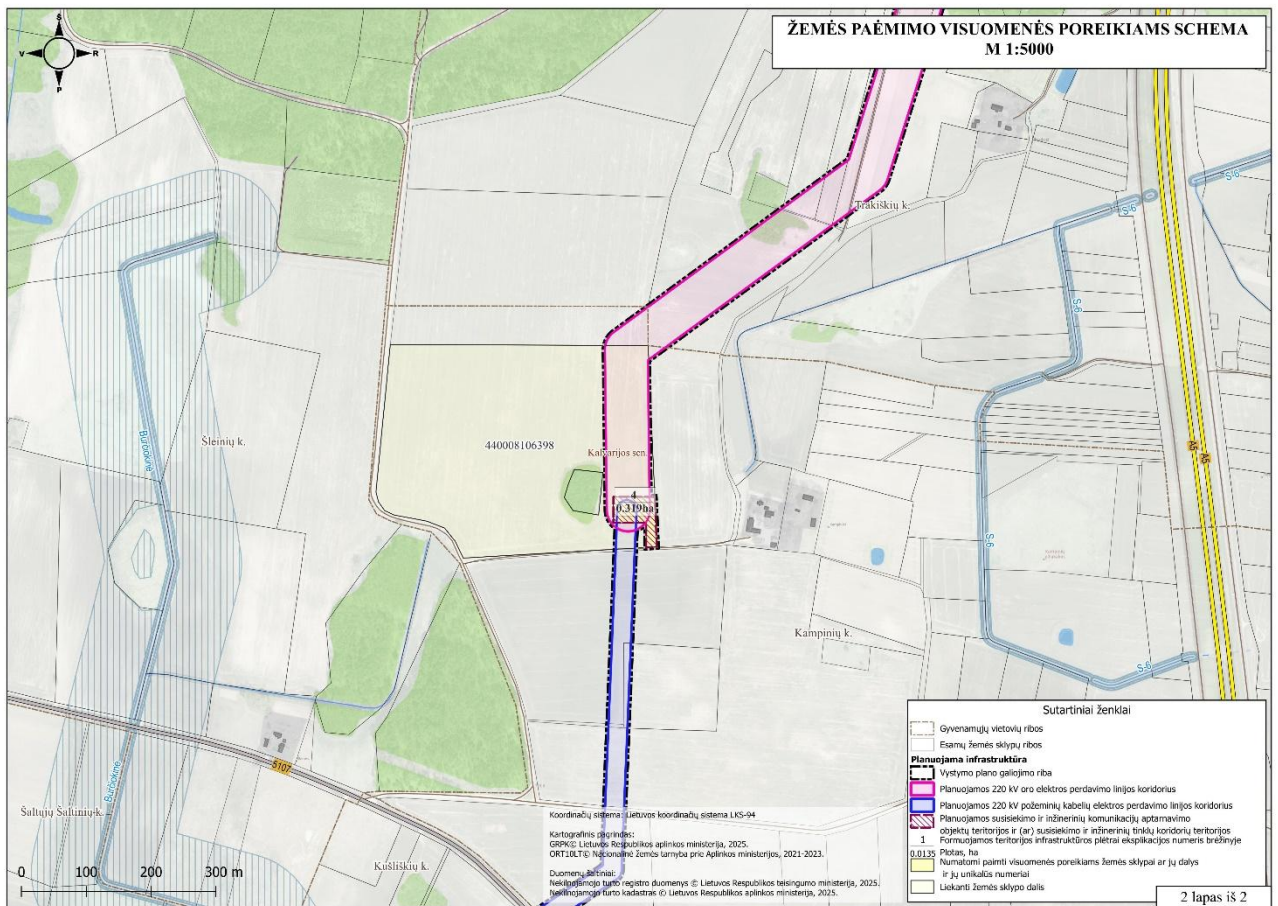 ŽEMĖS PAĖMIMO VISUOMENĖS POREIKIAMS SCHEMA
M 1:5000
Š
V
R
P
Trakiškių k.
S-6
S-6
S-6
Šleinių k.
Burbiokinė
440008106398
Kalvarijos sen.
4
0.319ha
A5
A5
S-6
Kampinių k.
S-6
5107
Burbiokinė
Šaltųjų Šaltinių k.
Kušliškių k.
0 100 200 300 m
Koordinačių sistema: Lietuvos koordinačių sistema LKS-94
Kartografinis pagrindas:
GRPK© Lietuvos Respublikos aplinkos ministerija, 2025.
ORT10LT© Nacionalinė žemės tarnyba prie Aplinkos ministerijos, 2021-2023.
Duomenų šaltiniai:
Nekilnojamojo turto registro duomenys © Lietuvos Respublikos teisingumo ministerija, 2025.
Nekilnojamojo turto kadastras © Lietuvos Respublikos aplinkos ministerija, 2025.
Sutartiniai ženklai
Gyvenamųjų vietovių ribos
Esamų žemės sklypų ribos
Planuojama infrastruktūra
Vystymo plano galiojimo riba
Planuojamos 220 kV oro elektros perdavimo linijos koridorius
Planuojamos 220 kV požeminių kabelių elektros perdavimo linijos koridorius
Planuojamos susisiekimo ir inžinerinių komunikacijų aptarnavimo
objektų teritorijos ir (ar) susisiekimo ir inžinerinių tinklų koridorių teritorijos
1 Formuojamos teritorijos infrastruktūros plėtrai eksplikacijos numeris brėžinyje
0.0135 Plotas, ha
Numatomi paimti visuomenės poreikiams žemės sklypai ar jų dalys
ir jų unikalūs numeriai
Liekanti žemės sklypo dalis
2 lapas iš 2